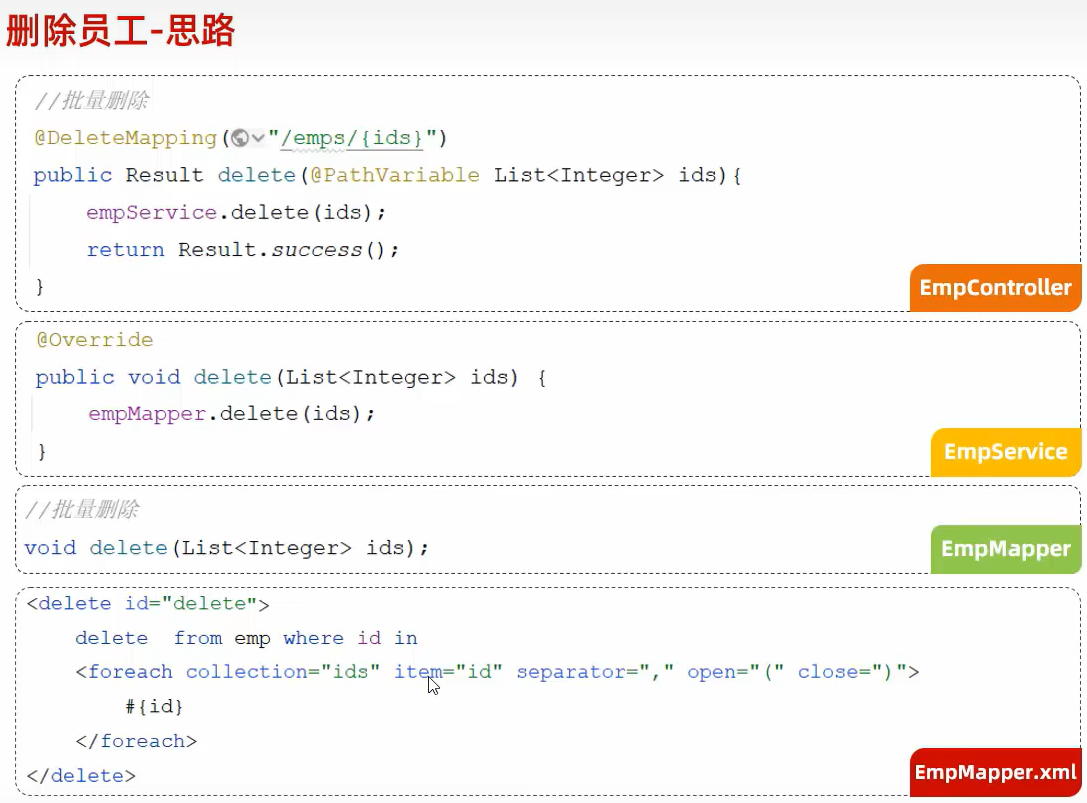 删除员工-思路
//批量删除
@DeleteMapping("/emps/{ids}")
public Result delete(@PathVariable List<Integer> ids){
empService.delete(ids);
return Result.success();
}
EmpController
@Override
public void delete(List<Integer> ids) {
empMapper.delete(ids);
}
EmpService
//批量删除
void delete(List<Integer> ids);
EmpMapper
<delete id="delete">
delete  from emp where id in
<foreach collection="ids" item="id" separator="," open="(" close=")">
#{id}
</foreach>
</delete>
EmpMapper.xml